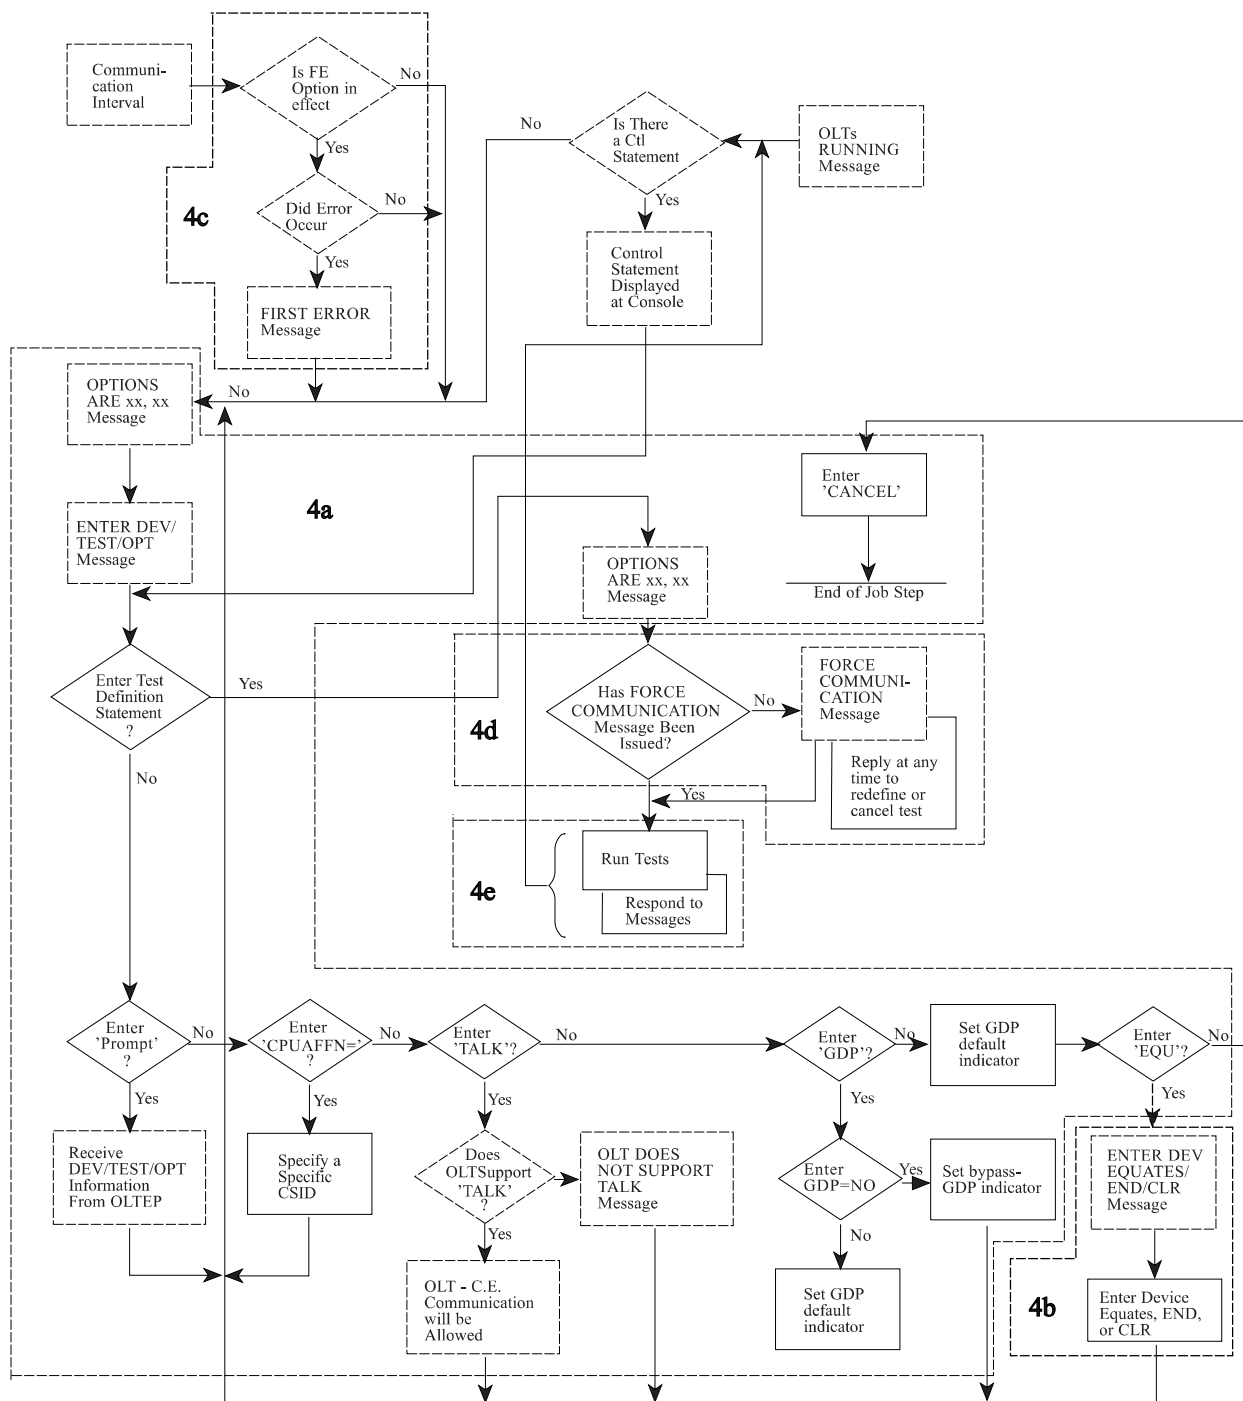 Communi-
cation
Interval
Is FE
Option in
effect
No
Yes
Did Error
Occur
No
Yes
4c
FIRST ERROR
Message
Is There
a Ctl
Statement
No
Yes
OLTs
RUNNING
Message
Control
Statement
Displayed
at Console
OPTIONS
ARE xx, xx
Message
No
ENTER DEV/
TEST/OPT
Message
4a
Enter
’CANCEL’
End of Job Step
OPTIONS
ARE xx, xx
Message
Enter Test
Definition
Statement
?
Yes
No
Has FORCE
COMMUNICATION
Message Been
Issued?
No
Yes
4d
FORCE
COMMUNI-
CATION
Message
Reply at any
time to
redefine or
cancel test
4e
Run Tests
Respond to
Messages
Enter
’Prompt’
?
No
Yes
Enter
’CPUAFFN=’
?
No
Yes
Enter
’TALK’?
No
Yes
Enter
’GDP’?
No
Yes
Set GDP
default
indicator
Enter
’EQU’?
No
Yes
Receive
DEV/TEST/OPT
Information
From OLTEP
Specify a
Specific
CSID
Does
OLTSupport
’TALK’
?
Yes
OLT DOES
NOT SUPPORT
TALK
Message
Enter
GDP=NO
Yes
No
Set bypass-
GDP indicator
ENTER DEV
EQUATES/
END/CLR
Message
OLT - C.E.
Communication
will be
Allowed
Set GDP
default
indicator
4b
Enter Device
Equates, END,
or CLR